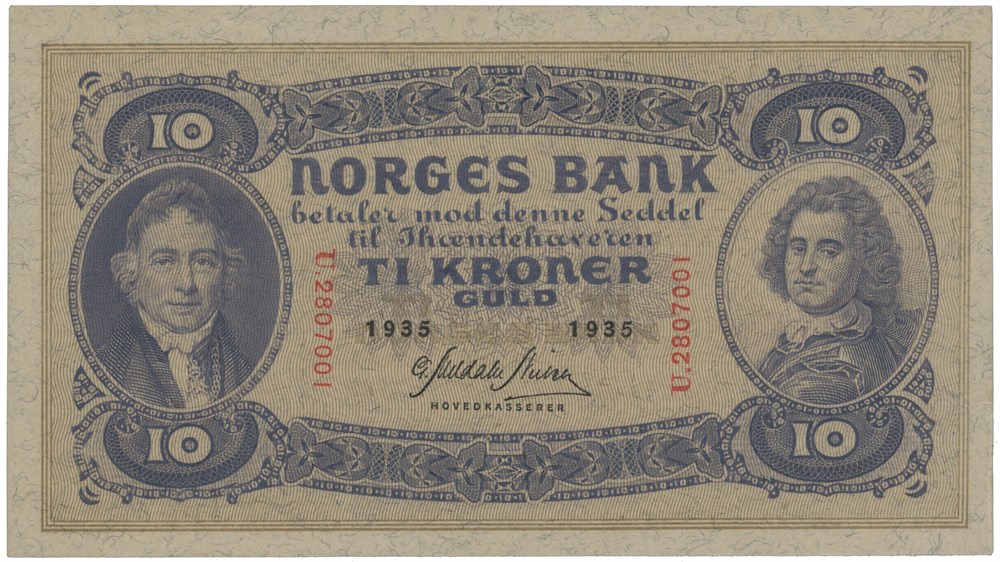 10
10
NORGES BANK
betaler mod denne Seddel
til Ihændehaveren
TI KRONER
GULD
U.2807001
U.2807001
1935
1935
HOVEDKASSERER
10
10